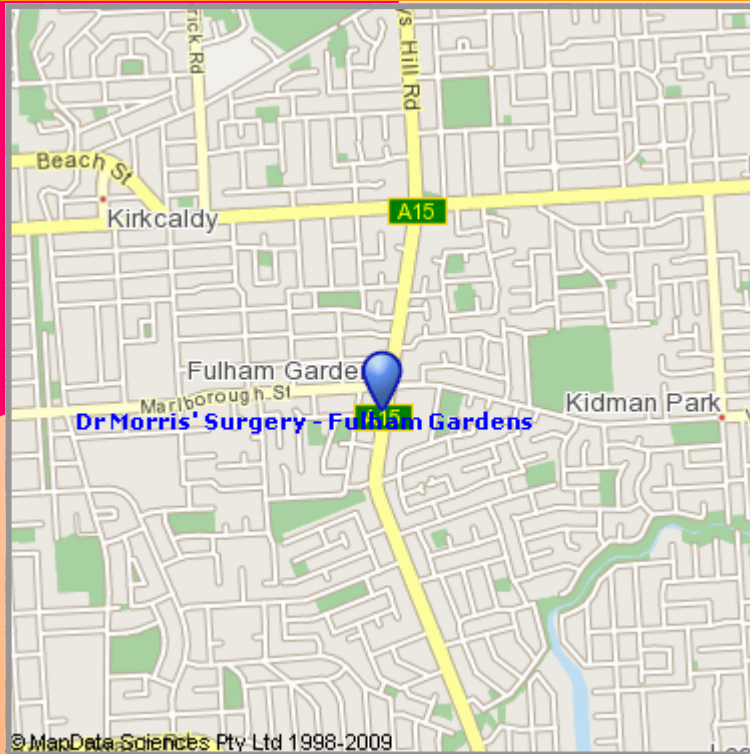 rick Rd
ys Hill Rd
Beach St
Kirkcaldy
A15
Fulham Garde
Marlborough St
A15
Kidman Park
Dr Morris' Surgery - Fulham Gardens
© MapData Sciences Pty Ltd 1998-2009